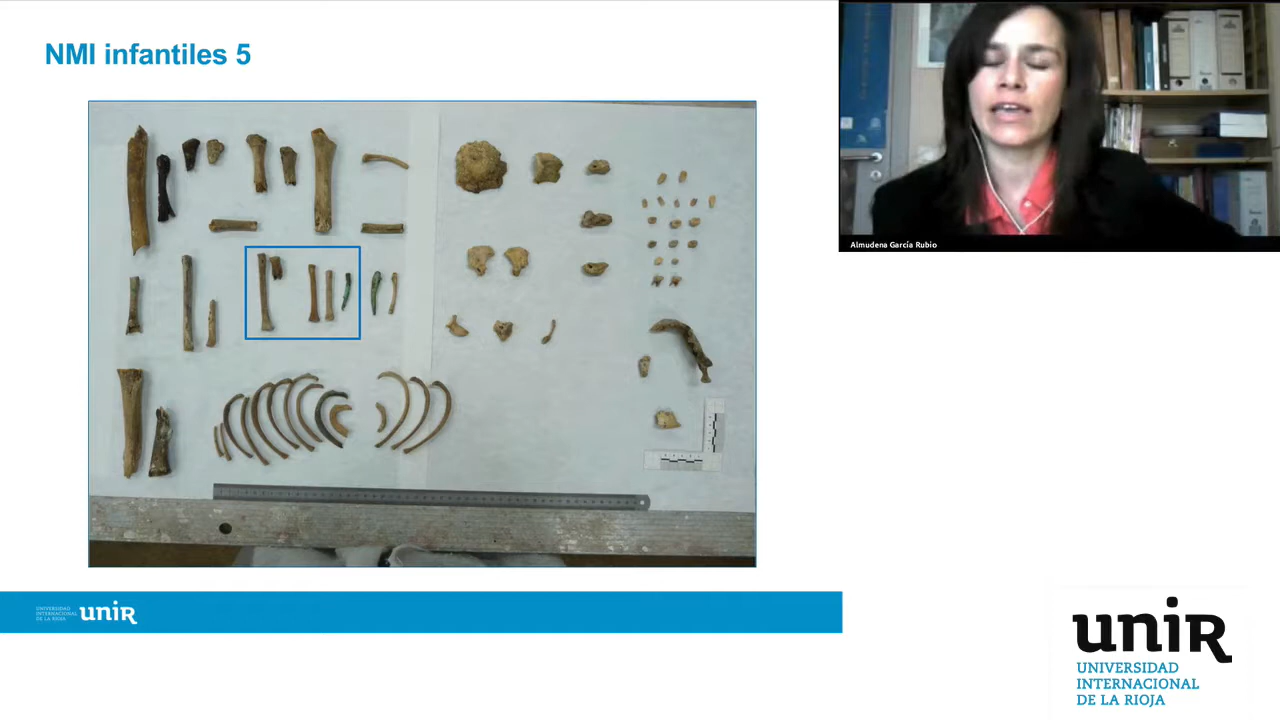 NMI infantiles 5
Almudena García Rubio
UNIVERSIDAD
INTERNACIONAL
DE LA RIOJA
unir
unir
UNIVERSIDAD
INTERNACIONAL
DE LA RIOJA